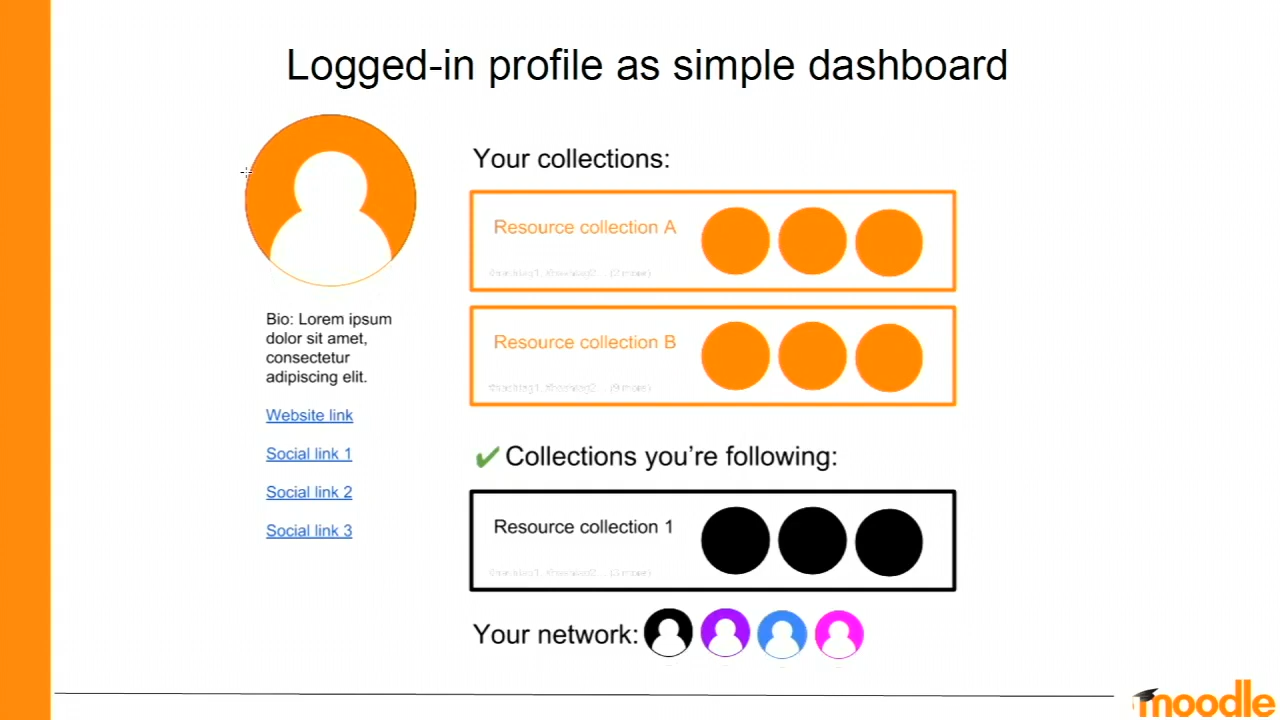 Logged-in profile as simple dashboard
Bio: Lorem ipsum
dolor sit amet,
consectetur
adipiscing elit.
Website link
Social link 1
Social link 2
Social link 3
Your collections:
Resource collection A
Resource collection B
Collections you're following:
Resource collection 1
Your network:
moodle